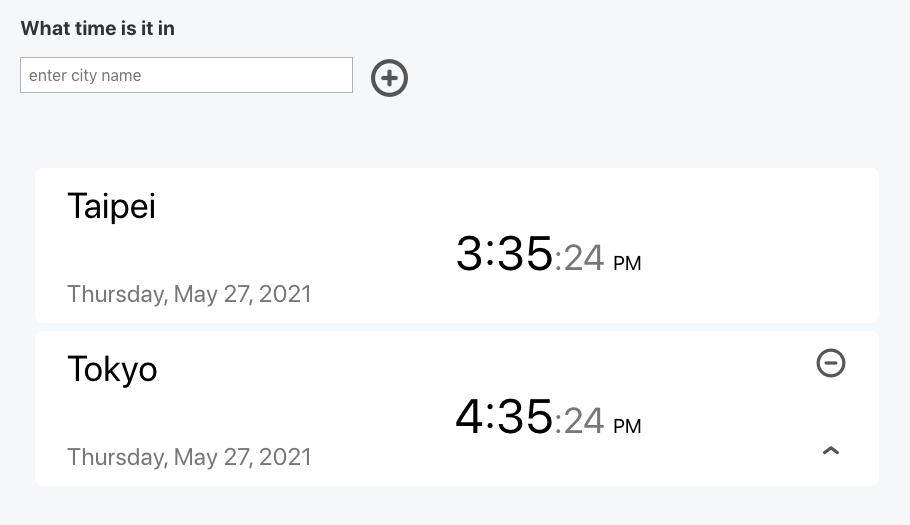 What time is it in
enter city name
Taipei
3:35:24 PM
Thursday, May 27, 2021
Tokyo
4:35:24 PM
Thursday, May 27, 2021